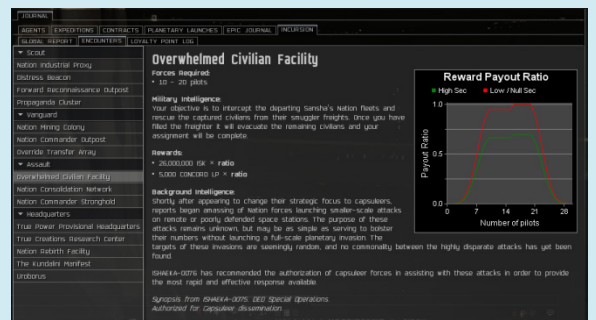 JOURNAL
AGENTS EXPEDITIONS CONTRACTS PLANETARY LAUNCHES EPIC JOURNAL INCURSION
GLOBAL REPORT ENCOUNTERS LOYALTY POINT LOG
Scout
Nation Industrial Proxy
Distress Beacon
Forward Reconnaissance Outpost
Propaganda Cluster
Vanguard
Nation Mining Colony
Nation Commander Outpost
Override Transfer Array
Assault
Overwhelmed Civilian Facility
Nation Consolidation Network
Nation Commander Stronghold
Headquarters
True Power Provisional Headquarters
True Creations Research Center
Nation Rebirth Facility
The Kundalini Manifest
Uroborus
Overwhelmed Civilian Facility
Forces Required:
• 10 - 20 pilots
Military Intelligence:
Your objective is to intercept the departing Sansha's Nation fleets and
rescue the captured civilians from their smuggler freights. Once you have
filled the freighter it will evacuate the remaining civilians and your
assignment will be complete.
Rewards:
• 26,000,000 ISK × ratio
• 5,000 CONCORD LP × ratio
Background Intelligence:
Shortly after appearing to change their strategic focus to capsuleers,
reports began amassing of Nation forces launching smaller-scale attacks
on remote or poorly defended space stations. The purpose of these
attacks remains unknown, but may be as simple as serving to bolster
their numbers without launching a full-scale planetary invasion. The
targets of these invasions are seemingly random, and no commonality between the highly disparate attacks has yet been
found.
ISHAEKA-0076 has recommended the authorization of capsuleer forces in assisting with these attacks in order to provide
the most rapid and effective response available.
Synopsis from ISHAEKA-0075. DED Special Operations.
Authorized for Capsuleer dissemination.
Reward Payout Ratio
High Sec Low / Null Sec
Payout Ratio
1.0
0.5
0.0
0 7 14 21 28
Number of pilots